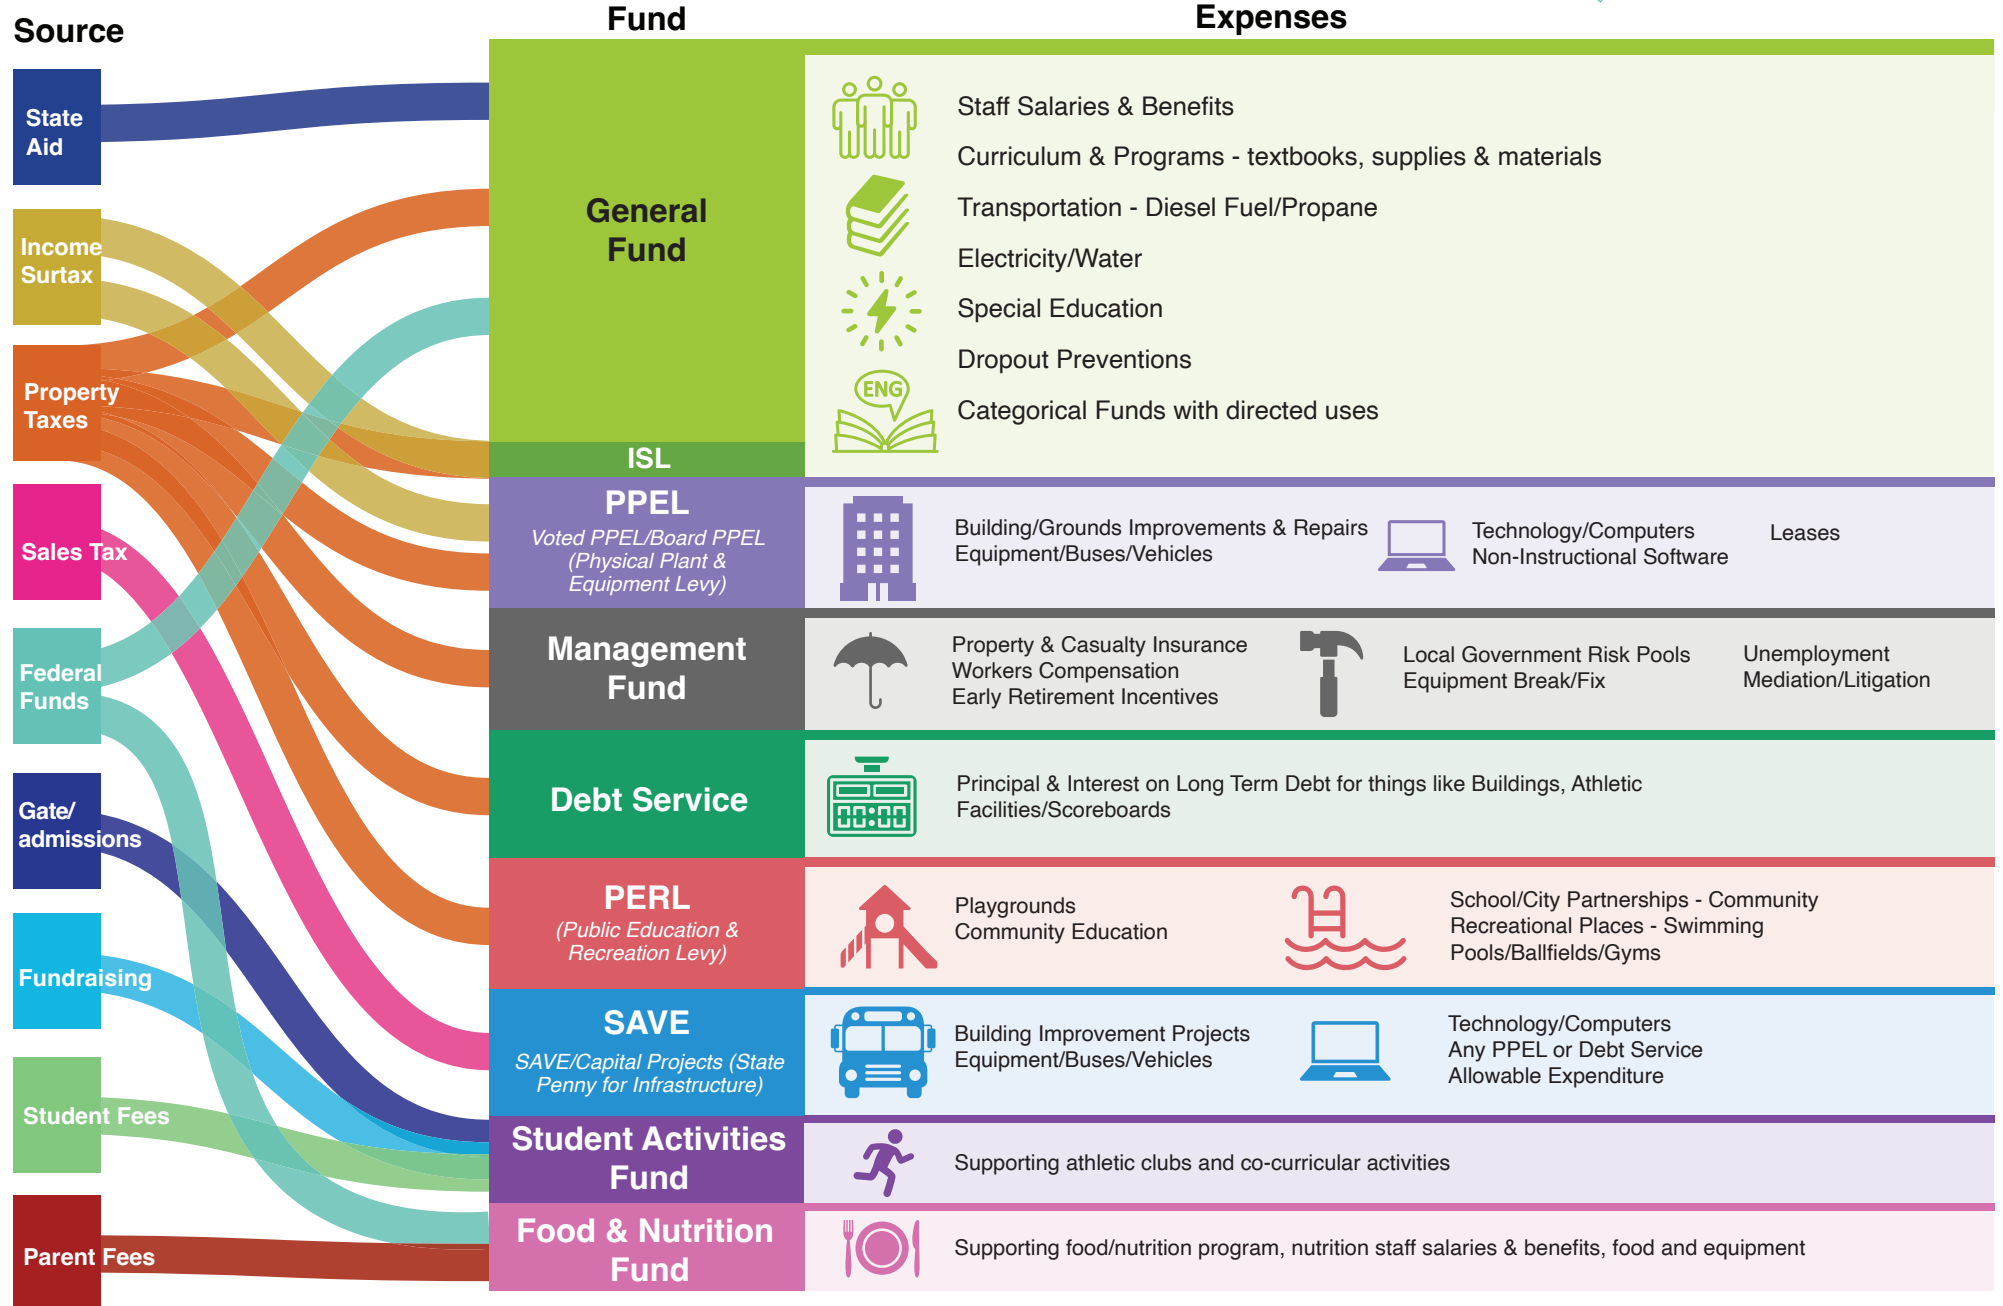 Source
Fund
Expenses
State
Aid
Income
Surtax
Property
Taxes
Sales Tax
Federal
Funds
Gate/
admissions
Fundraising
Student Fees
Parent Fees
General
Fund
ISL
Staff Salaries & Benefits
Curriculum & Programs - textbooks, supplies & materials
Transportation - Diesel Fuel/Propane
Electricity/Water
Special Education
Dropout Preventions
Categorical Funds with directed uses
ENG
PPEL
Voted PPEL/Board PPEL
(Physical Plant &
Equipment Levy)
Building/Grounds Improvements & Repairs
Equipment/Buses/Vehicles
Technology/Computers
Non-Instructional Software
Leases
Management
Fund
Property & Casualty Insurance
Workers Compensation
Early Retirement Incentives
Local Government Risk Pools
Equipment Break/Fix
Unemployment
Mediation/Litigation
Debt Service
Principal & Interest on Long Term Debt for things like Buildings, Athletic
Facilities/Scoreboards
PERL
(Public Education &
Recreation Levy)
Playgrounds
Community Education
School/City Partnerships - Community
Recreational Places - Swimming
Pools/Ballfields/Gyms
SAVE
SAVE/Capital Projects (State
Penny for Infrastructure)
Building Improvement Projects
Equipment/Buses/Vehicles
Technology/Computers
Any PPEL or Debt Service
Allowable Expenditure
Student Activities
Fund
Supporting athletic clubs and co-curricular activities
Food & Nutrition
Fund
Supporting food/nutrition program, nutrition staff salaries & benefits, food and equipment